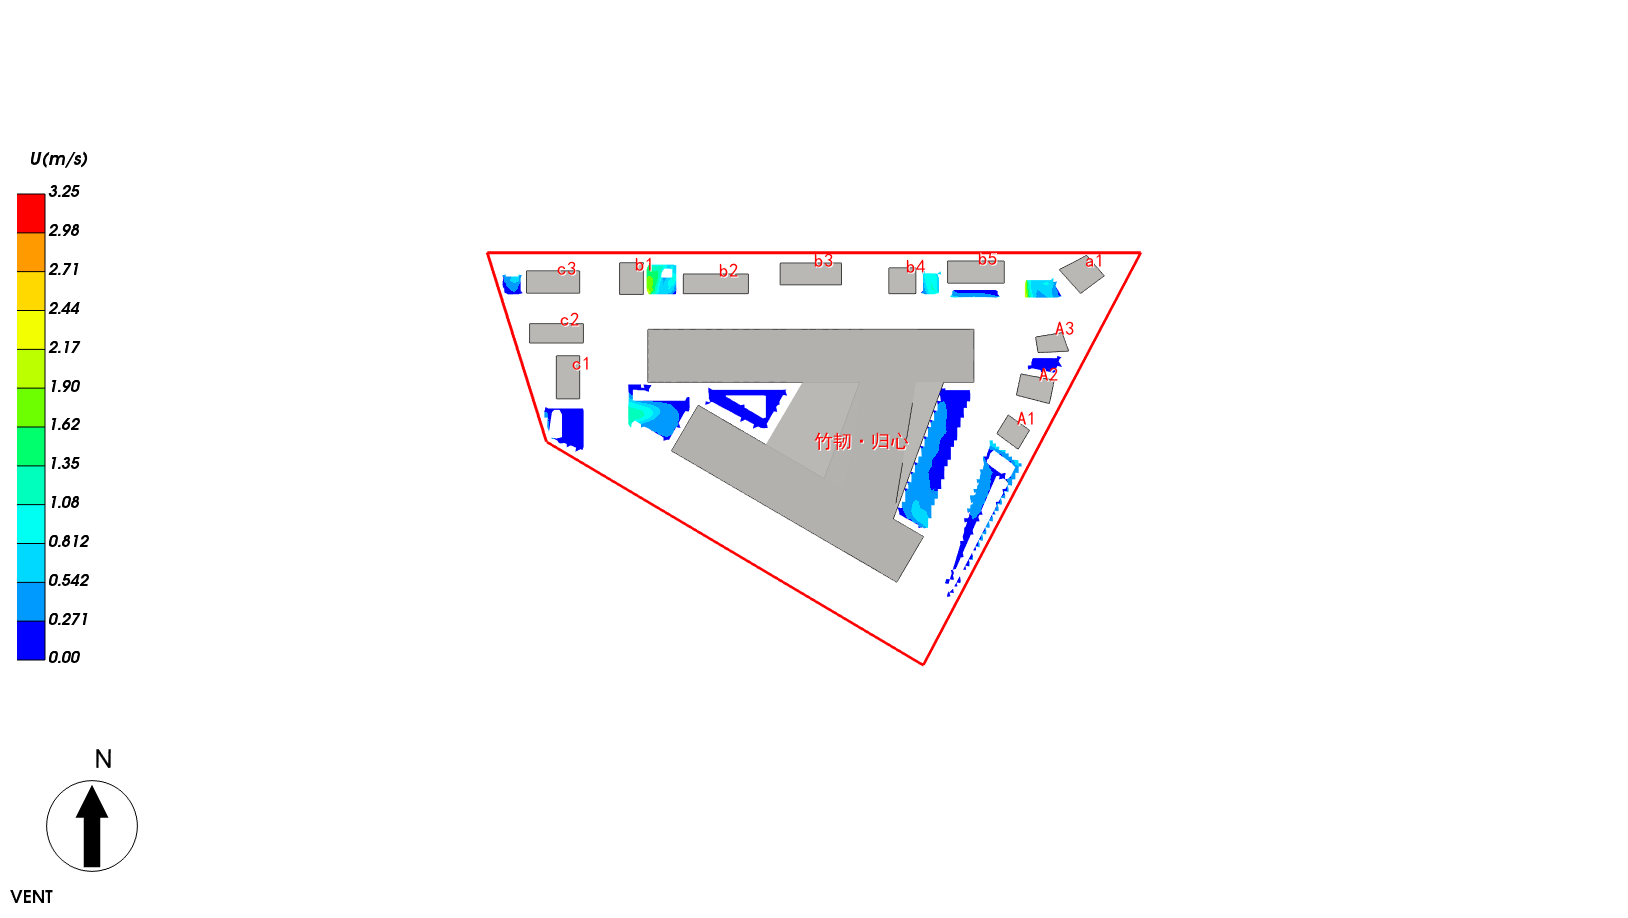 U(m/s)
3.25
2.98
2.71
2.44
2.17
1.90
1.62
1.35
1.08
0.812
0.542
0.271
0.00
c3
b1
b2
b3
b4
b5
a1
c2
A3
c1
A2
A1
竹韧·归心
N
VENT